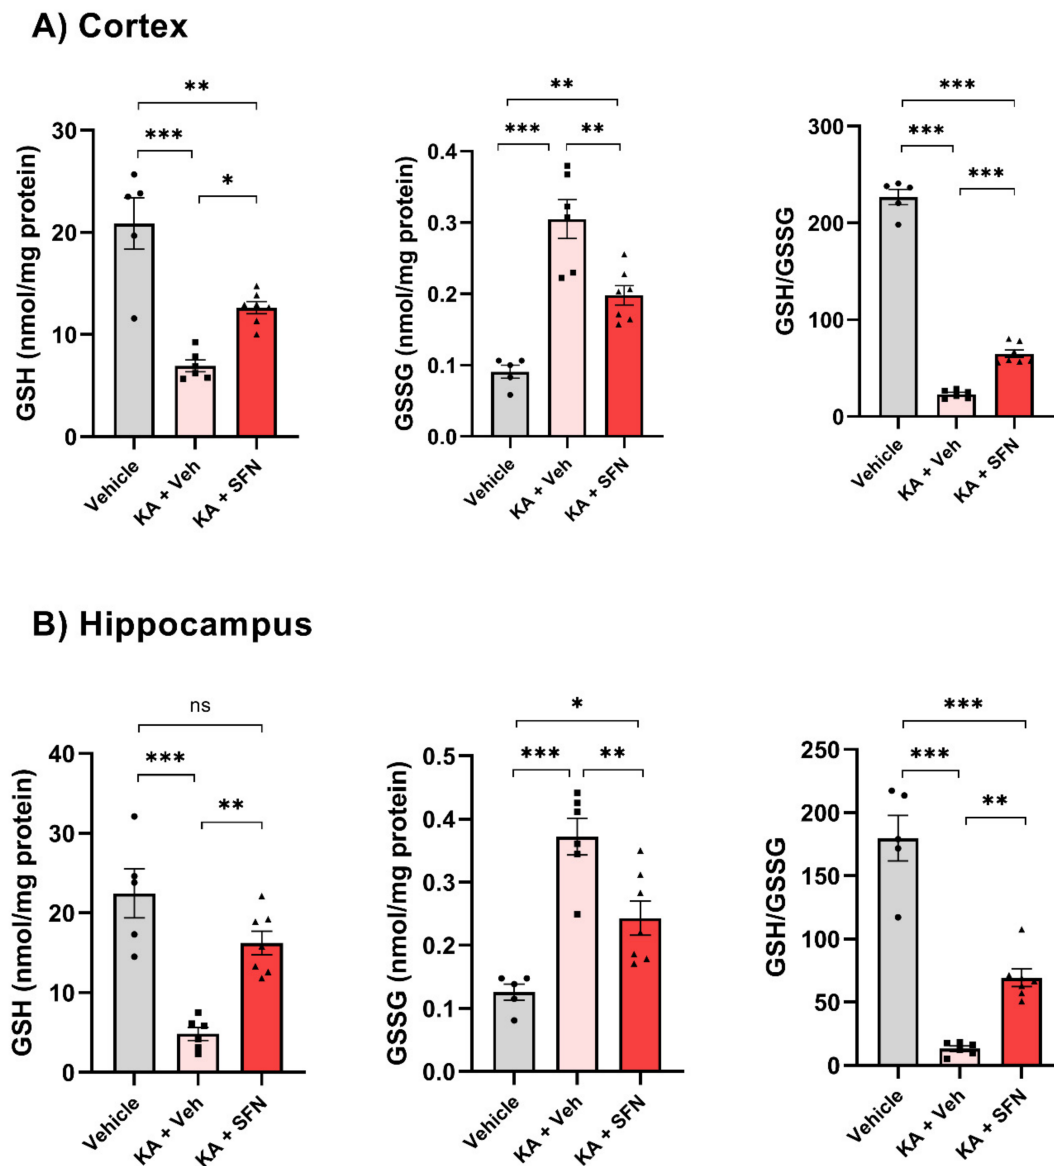 A) Cortex
GSH (nmol/mg protein)
30
20
10
0
**
***
*
Vehicle
KA + Veh
KA + SFN
GSSG (nmol/mg protein)
0.4
0.3
0.2
0.1
0.0
**
***
**
Vehicle
KA + Veh
KA + SFN
GSH/GSSG
300
200
100
0
***
***
***
Vehicle
KA + Veh
KA + SFN
B) Hippocampus
GSH (nmol/mg protein)
40
30
20
10
0
ns
***
**
Vehicle
KA + Veh
KA + SFN
GSSG (nmol/mg protein)
0.5
0.4
0.3
0.2
0.1
0.0
*
***
**
Vehicle
KA + Veh
KA + SFN
GSH/GSSG
250
200
150
100
50
0
***
***
**
Vehicle
KA + Veh
KA + SFN